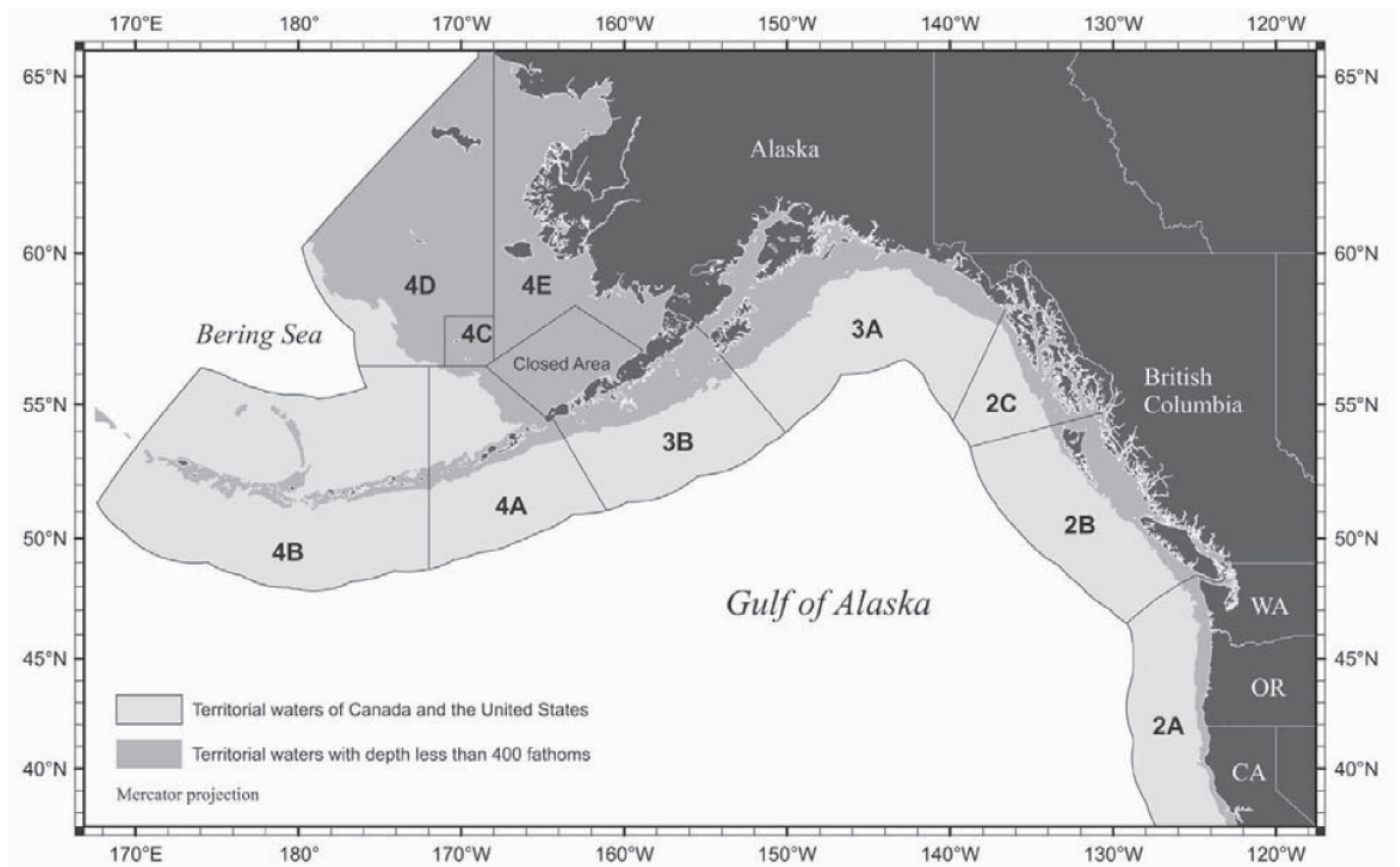 170°E 180° 170°W 160°W 150°W 140°W 130°W 120°W
65°N 65°N
Alaska
60°N 60°N
4D 4E
Bering Sea 4C 3A
Closed Area
British
Columbia
55°N 2C 55°N
3B
4A
50°N 4B 2B 50°N
Gulf of Alaska WA
45°N 45°N
OR
Territorial waters of Canada and the United States
2A
Territorial waters with depth less than 400 fathoms
40°N CA 40°N
Mercator projection
170°E 180° 170°W 160°W 150°W 140°W 130°W 120°W